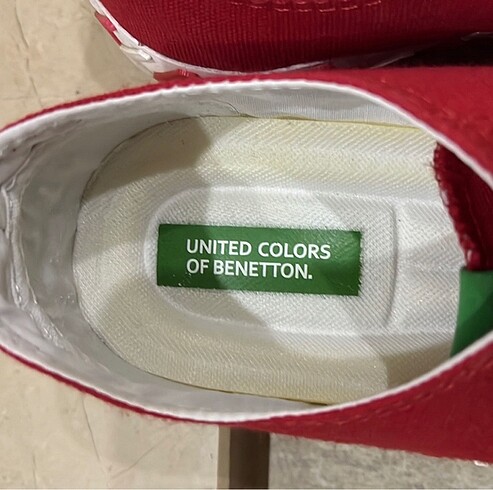 UNITED COLORS
OF BENETTON.